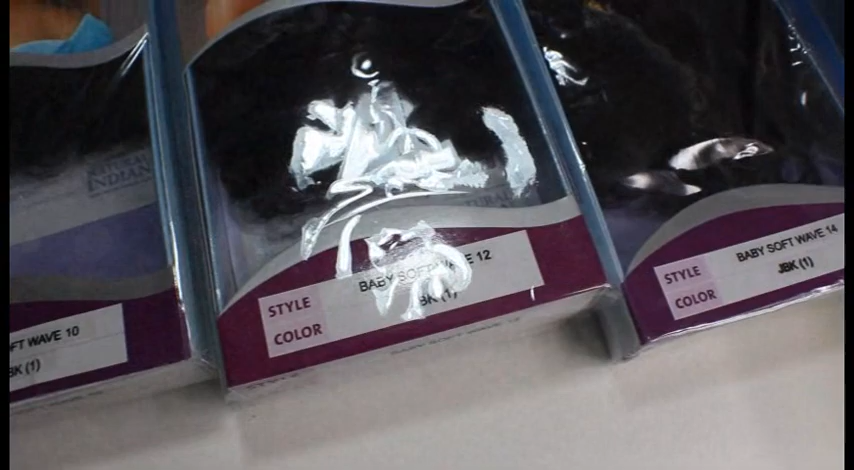 NATURAL
INDIAN
FT WAVE 10
BK (1)
STYLE
COLOR
BABY SOFT WAVE 12
BK (1)
STYLE
COLOR
BABY SOFT WAVE 14
JBK (1)